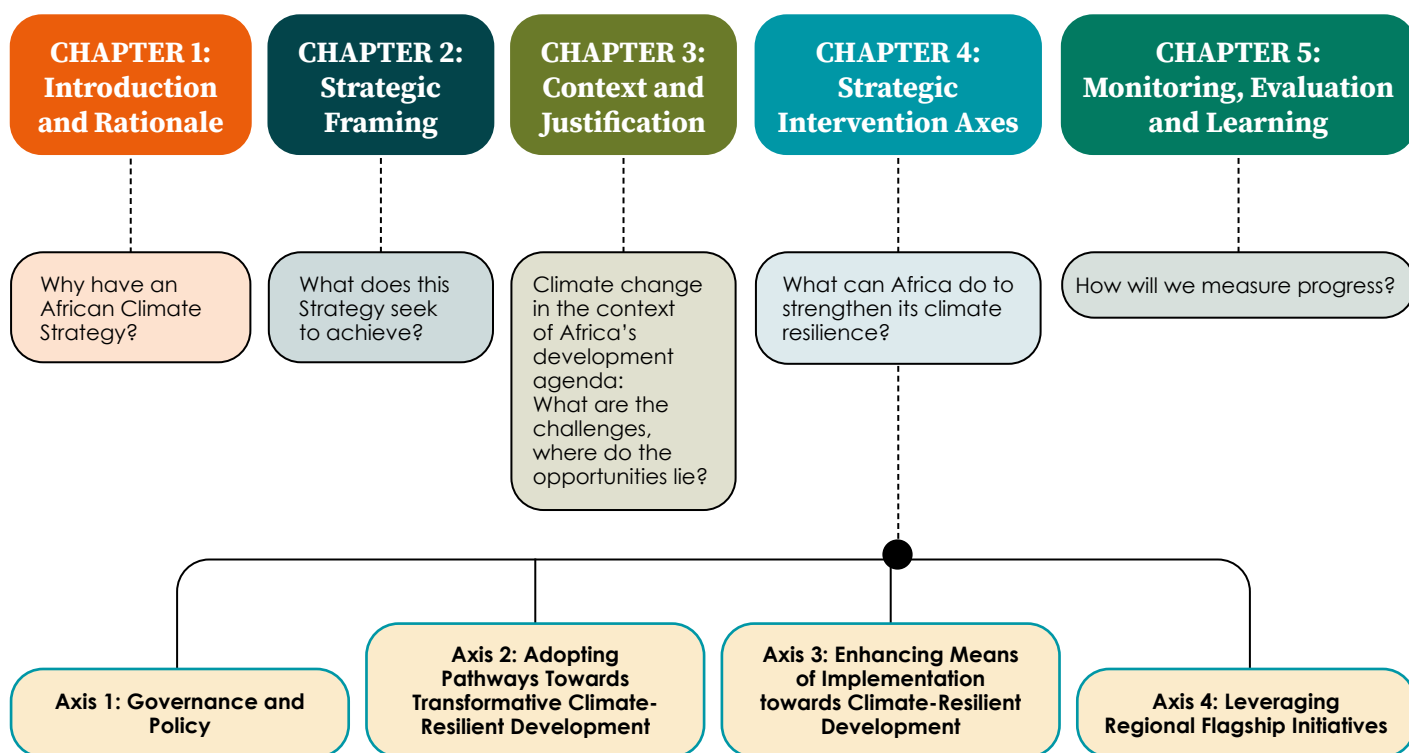 CHAPTER 1:
Introduction
and Rationale
CHAPTER 2:
Strategic
Framing
CHAPTER 3:
Context and
Justification
CHAPTER 4:
Strategic
Intervention Axes
CHAPTER 5:
Monitoring, Evaluation
and Learning
Why have an
African Climate
Strategy?
What does this
Strategy seek
to achieve?
Climate change
in the context
of Africa’s
development
agenda:
What are the
challenges,
where do the
opportunities lie?
What can Africa do to
strengthen its climate
resilience?
How will we measure progress?
Axis 1: Governance and
Policy
Axis 2: Adopting
Pathways Towards
Transformative Climate-
Resilient Development
Axis 3: Enhancing Means
of Implementation
towards Climate-Resilient
Development
Axis 4: Leveraging
Regional Flagship Initiatives